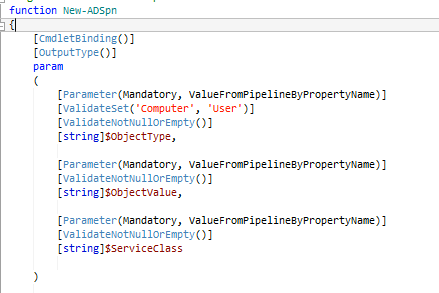 function New-ADSpn
{
[CmdletBinding()]
[OutputType()]
param
(
[Parameter(Mandatory, ValueFromPipelineByPropertyName)]
[ValidateSet('Computer', 'User')]
[ValidateNotNullOrEmpty()]
[string]$ObjectType,
[Parameter(Mandatory, ValueFromPipelineByPropertyName)]
[ValidateNotNullOrEmpty()]
[string]$ObjectValue,
[Parameter(Mandatory, ValueFromPipelineByPropertyName)]
[ValidateNotNullOrEmpty()]
[string]$ServiceClass
)